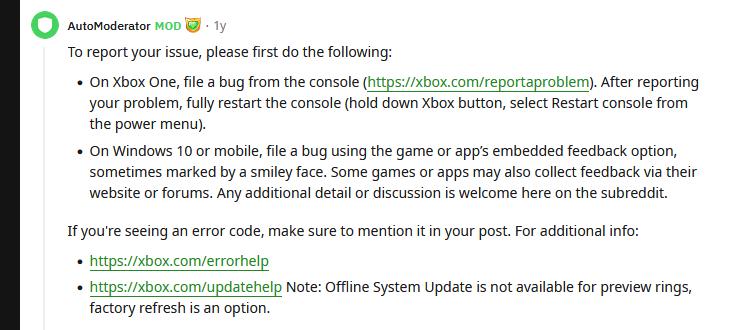 AutoModerator MOD · 1y
To report your issue, please first do the following:
• On Xbox One, file a bug from the console (https://xbox.com/reportaproblem). After reporting
your problem, fully restart the console (hold down Xbox button, select Restart console from
the power menu).
• On Windows 10 or mobile, file a bug using the game or app's embedded feedback option,
sometimes marked by a smiley face. Some games or apps may also collect feedback via their
website or forums. Any additional detail or discussion is welcome here on the subreddit.
If you're seeing an error code, make sure to mention it in your post. For additional info:
• https://xbox.com/errorhelp
• https://xbox.com/updatehelp Note: Offline System Update is not available for preview rings,
factory refresh is an option.